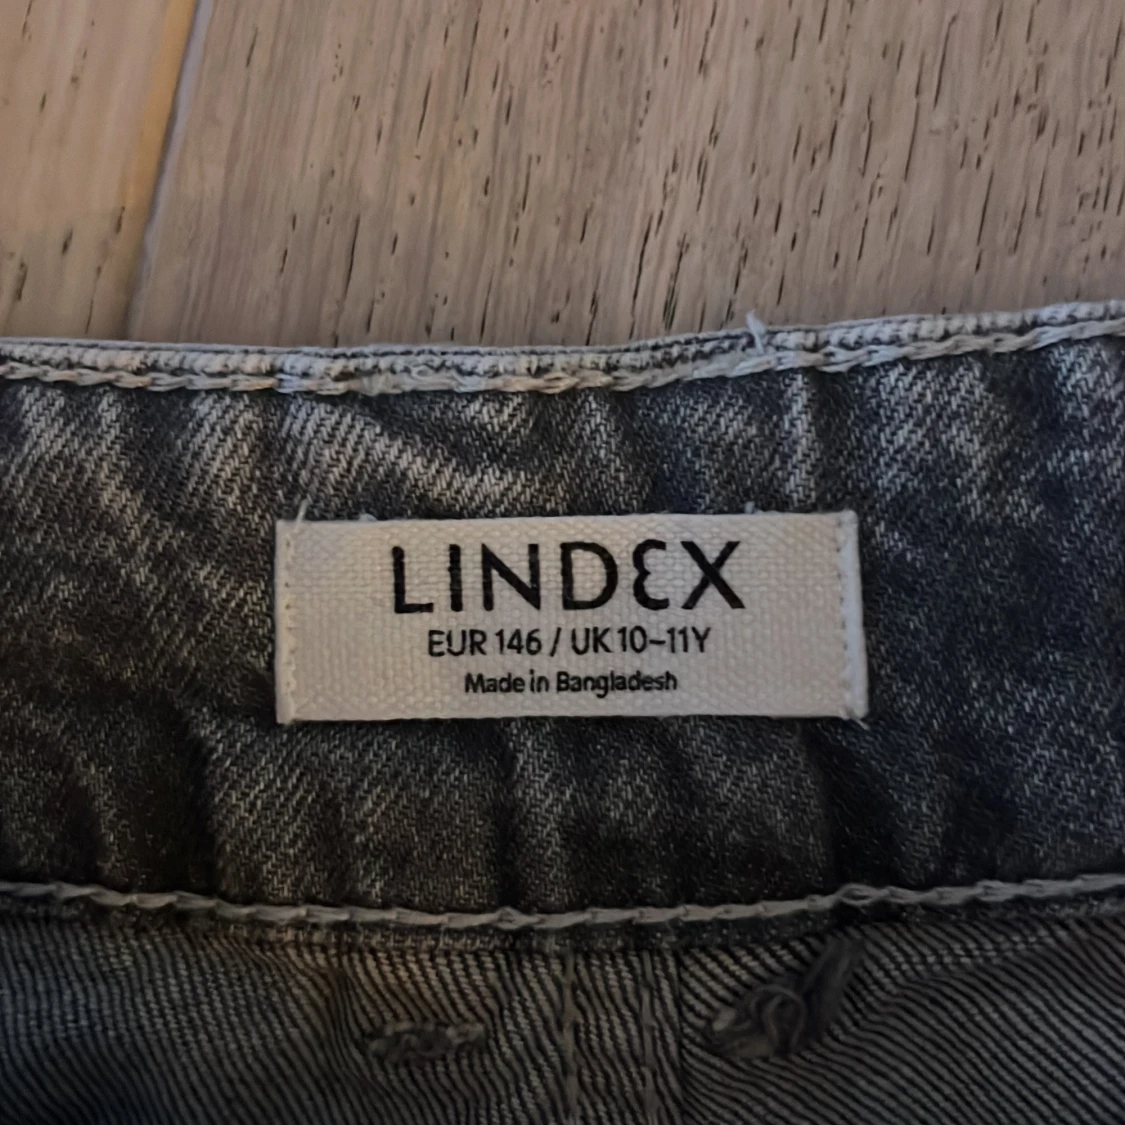 LINDEX
EUR 146 / UK 10–11Y
Made in Bangladesh